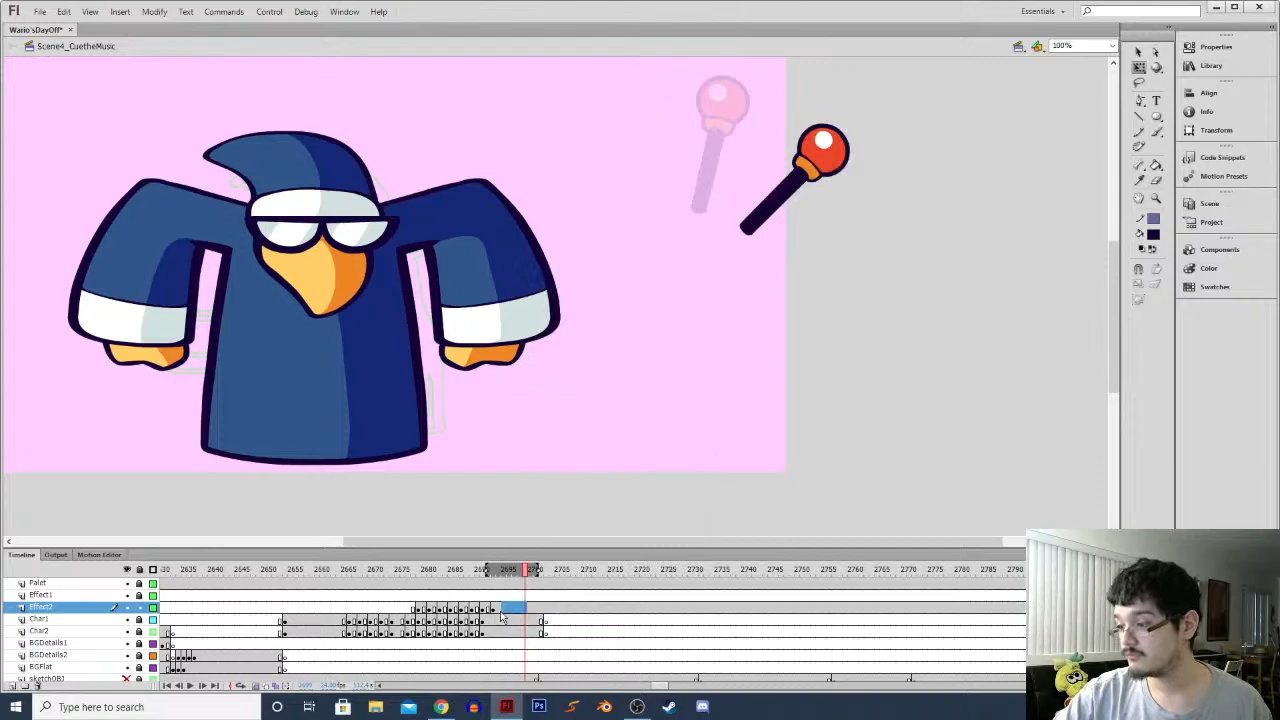 Fl File Edit View Insert Modify Text Commands Control Debug Window Help Essentials
Wario'sDayOff*
Scene4_CuetheMusic 100%
Properties
Library
Align
Info
Transform
Code Snippets
Motion Presets
Scene
Project
Components
Color
Swatches
Timeline Output Motion Editor
2635 2640 2645 2650 2655 2660 2665 2670 2675 2680 2685 2695 2705 2710 2715 2720 2725 2730 2735 2740 2745 2750 2755 2760 2765 2770 2775 2780 2785 2790
Palet
Effect1
Effect2
Char1
Char2
BGDetails1
BGDetails2
BGFlat
sketchOBJ
Type here to search